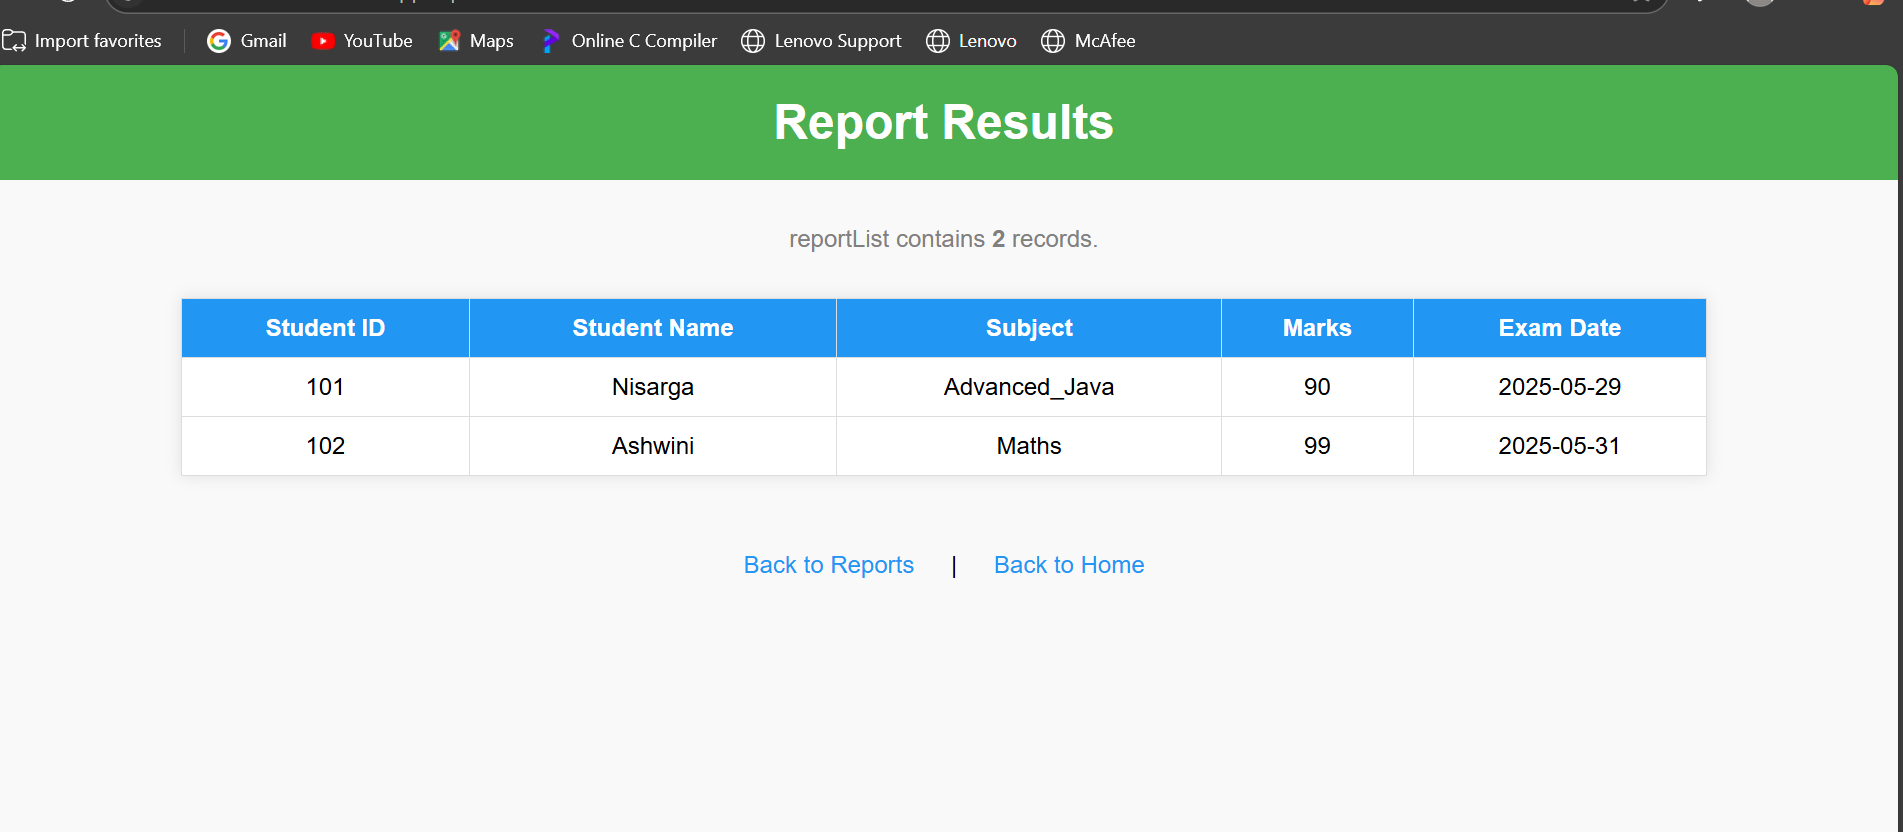 Import favorites Gmail YouTube Maps Online C Compiler Lenovo Support Lenovo McAfee
Report Results
reportList contains 2 records.
Student ID Student Name Subject Marks Exam Date
101 Nisarga Advanced_Java 90 2025-05-29
102 Ashwini Maths 99 2025-05-31
Back to Reports | Back to Home